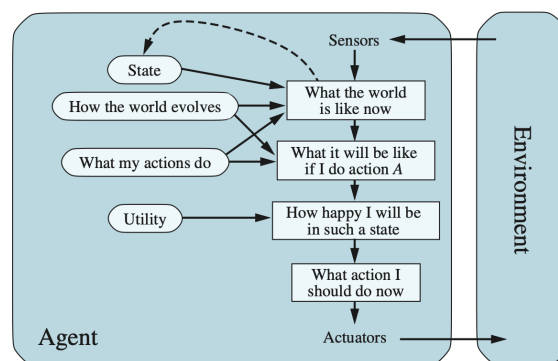 Sensors
State
What the world
is like now
How the world evolves
What it will be like
if I do action A
What my actions do
How happy I will be
in such a state
Utility
What action I
should do now
Agent
Actuators
Environment